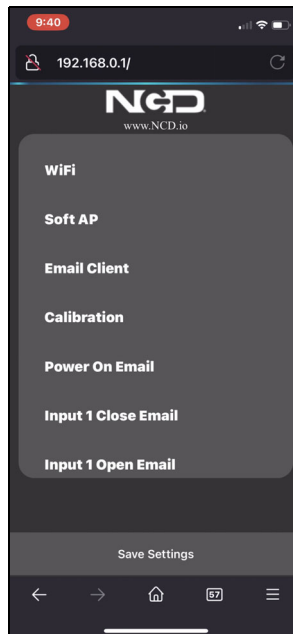 9:40
192.168.0.1/
NCD
www.NCD.io
WiFi
Soft AP
Email Client
Calibration
Power On Email
Input 1 Close Email
Input 1 Open Email
Save Settings
57